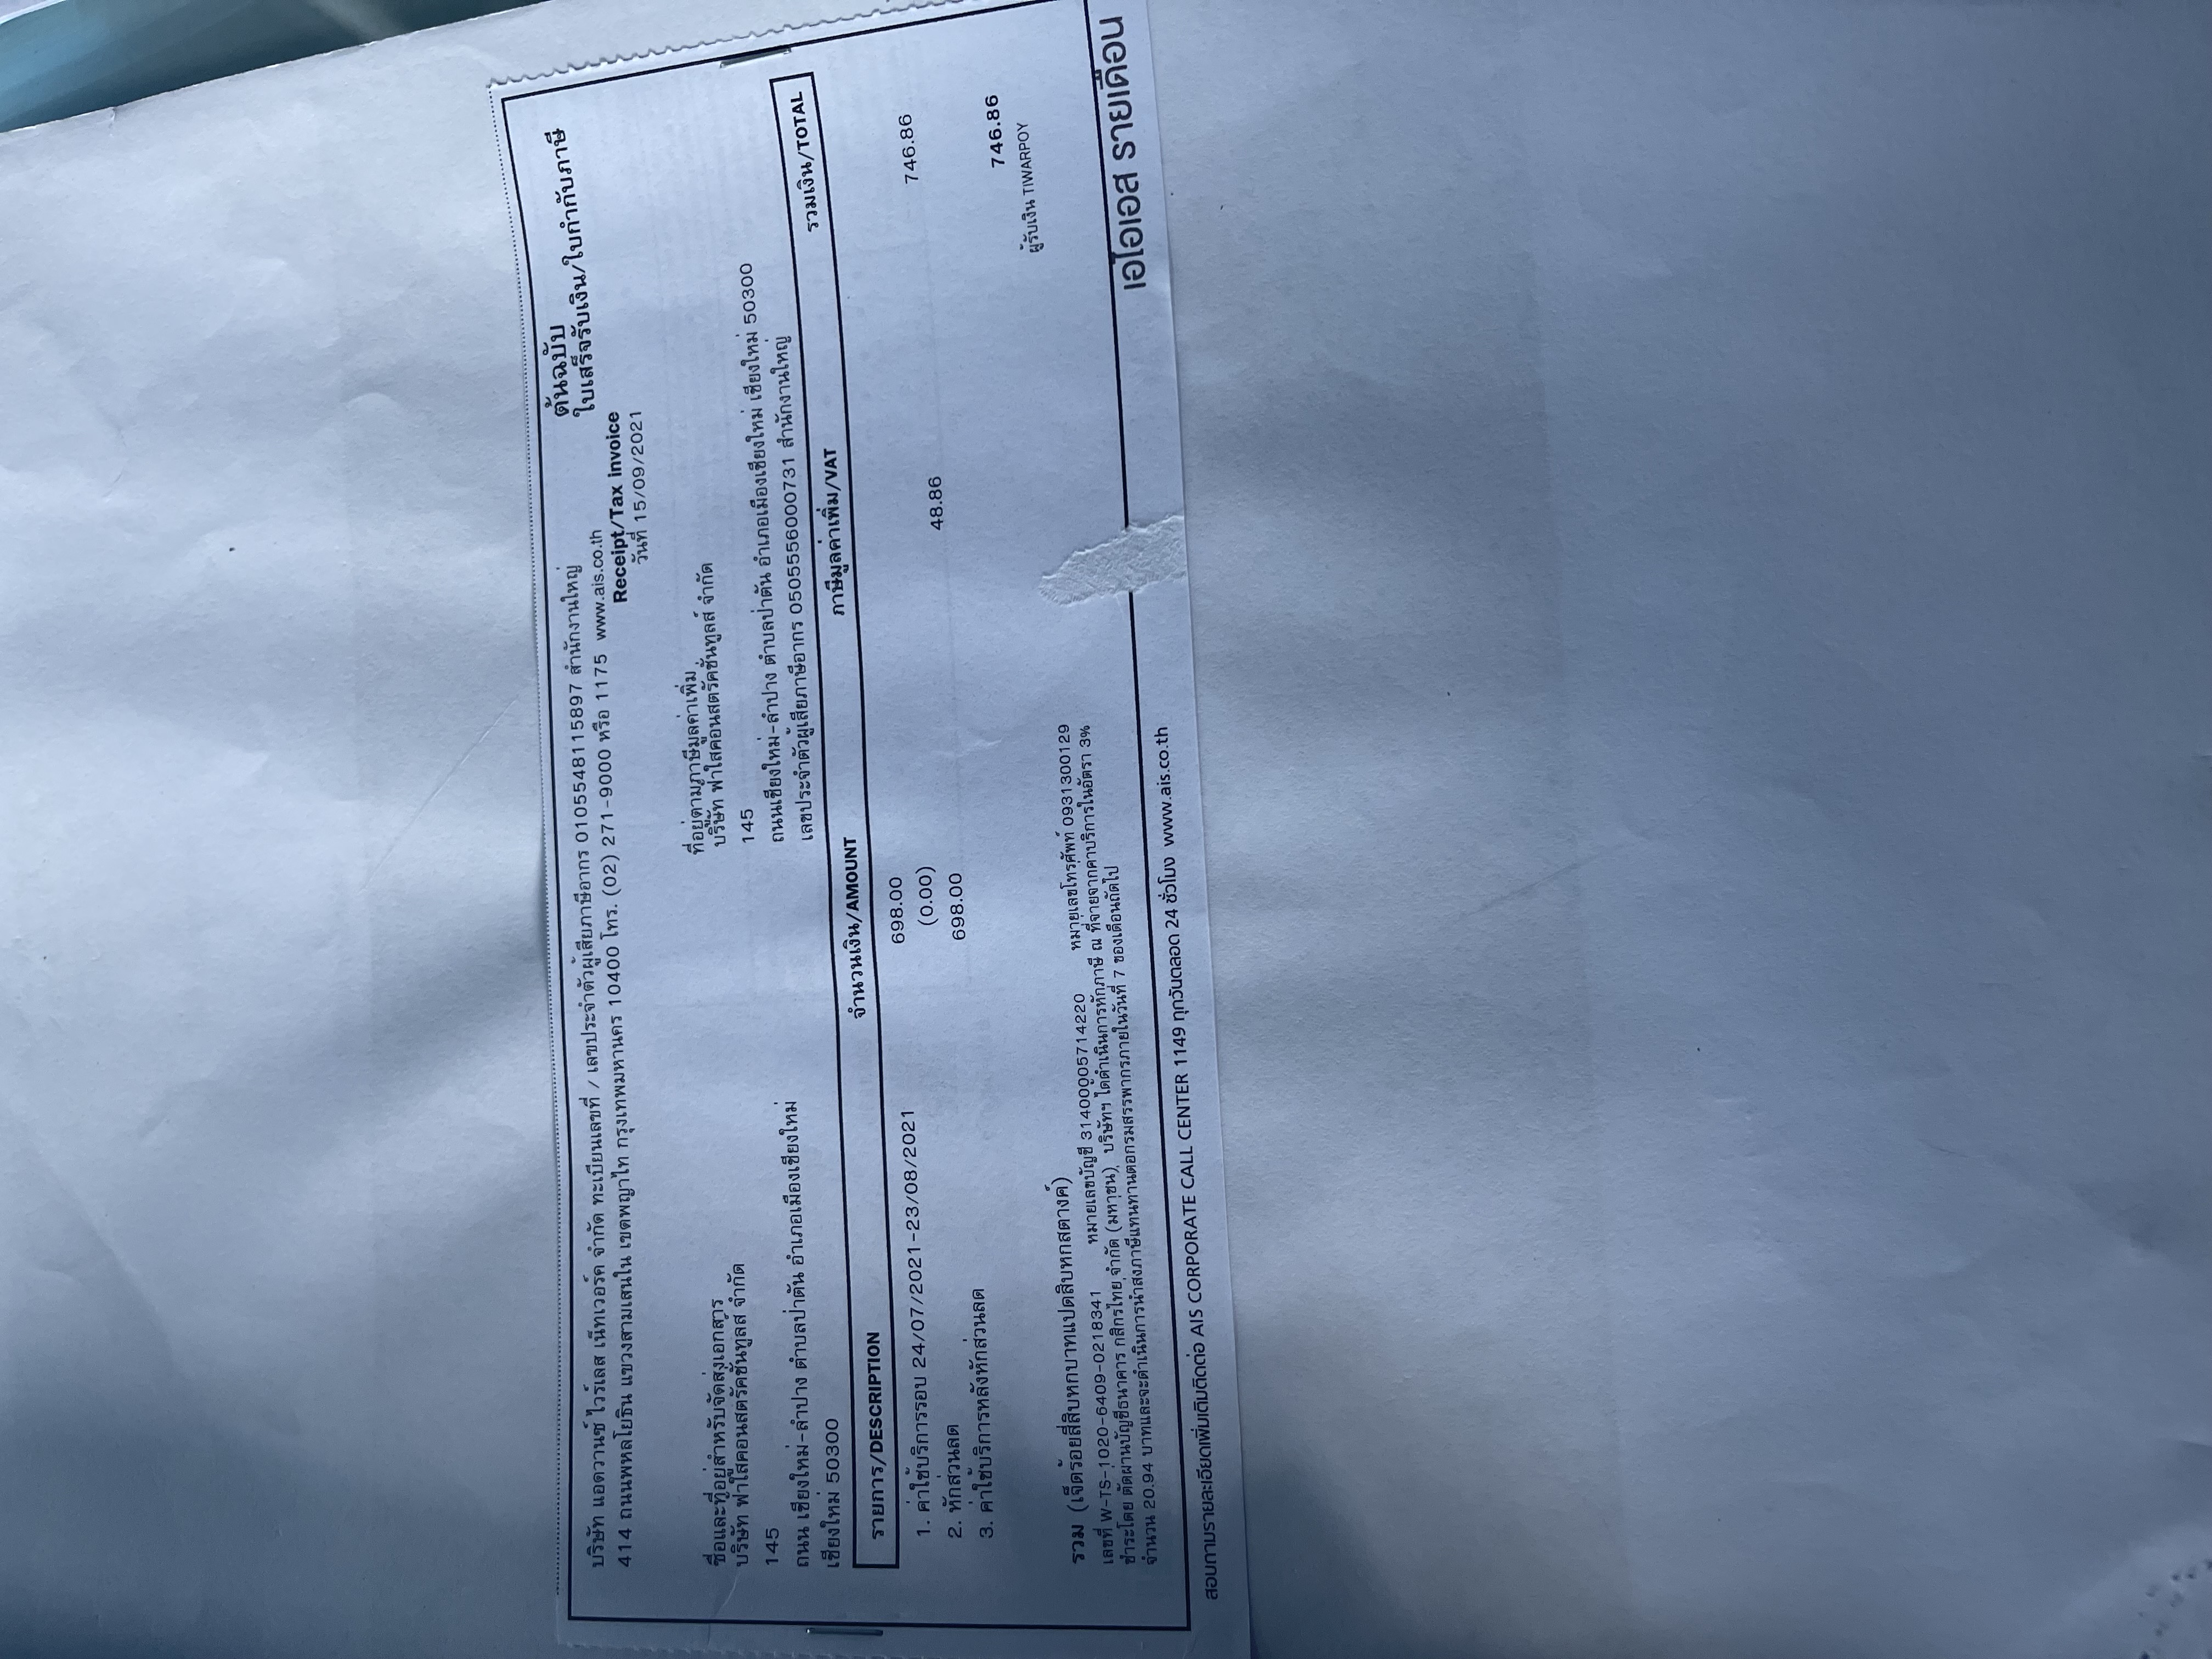 ต้นฉบับ
บริษัท แอดวานซ์ ไวร์เลส เน็ทเวอร์ค จำกัด ทะเบียนเลขที่ / เลขประจำตัวผู้เสียภาษีอากร 0105548115897 สำนักงานใหญ่
ใบเสร็จรับเงิน/ใบกำกับภาษี
414 ถนนพหลโยธิน แขวงสามเสนใน เขตพญาไท กรุงเทพมหานคร 10400 โทร. (02) 271-9000 หรือ 1175 www.ais.co.th
Receipt/Tax invoice
วันที่ 15/09/2021
ชื่อและที่อยู่สำหรับจัดส่งเอกสาร
บริษัท ฟ้าใสคอนสตรัคชั่นทูลส์ จำกัด
145
ถนน เชียงใหม่-ลำปาง ตำบลป่าตัน อำเภอเมืองเชียงใหม่
เชียงใหม่ 50300
ที่อยู่ตามภาษีมูลค่าเพิ่ม
บริษัท ฟ้าใสคอนสตรัคชั่นทูลส์ จำกัด
145
ถนนเชียงใหม่-ลำปาง ตำบลป่าตัน อำเภอเมืองเชียงใหม่ เชียงใหม่ 50300
เลขประจำตัวผู้เสียภาษีอากร 0505556000731 สำนักงานใหญ่
รายการ/DESCRIPTION จำนวนเงิน/AMOUNT ภาษีมูลค่าเพิ่ม/VAT รวมเงิน/TOTAL
1. ค่าใช้บริการรอบ 24/07/2021-23/08/2021 698.00
2. หักส่วนลด (0.00)
3. ค่าใช้บริการหลังหักส่วนลด 698.00 48.86 746.86
รวม (เจ็ดร้อยสี่สิบหกบาทแปดสิบหกสตางค์) 746.86
ผู้รับเงิน TIWARPOY
เลขที่ W-TS-1020-6409-0218341 หมายเลขบัญชี 31400005714220 หมายเลขโทรศัพท์ 0931300129
ชำระโดย ตัดผ่านบัญชีธนาคาร กสิกรไทย จำกัด (มหาชน) บริษัทฯ ได้ดำเนินการหักภาษี ณ ที่จ่ายจากค่าบริการในอัตรา 3%
จำนวน 20.94 บาทและจะดำเนินการนำส่งภาษีแทนท่านต่อกรมสรรพากรภายในวันที่ 7 ของเดือนถัดไป
เอไอเอส รายเดือน
สอบถามรายละเอียดเพิ่มเติมติดต่อ AIS CORPORATE CALL CENTER 1149 ทุกวันตลอด 24 ชั่วโมง www.ais.co.th